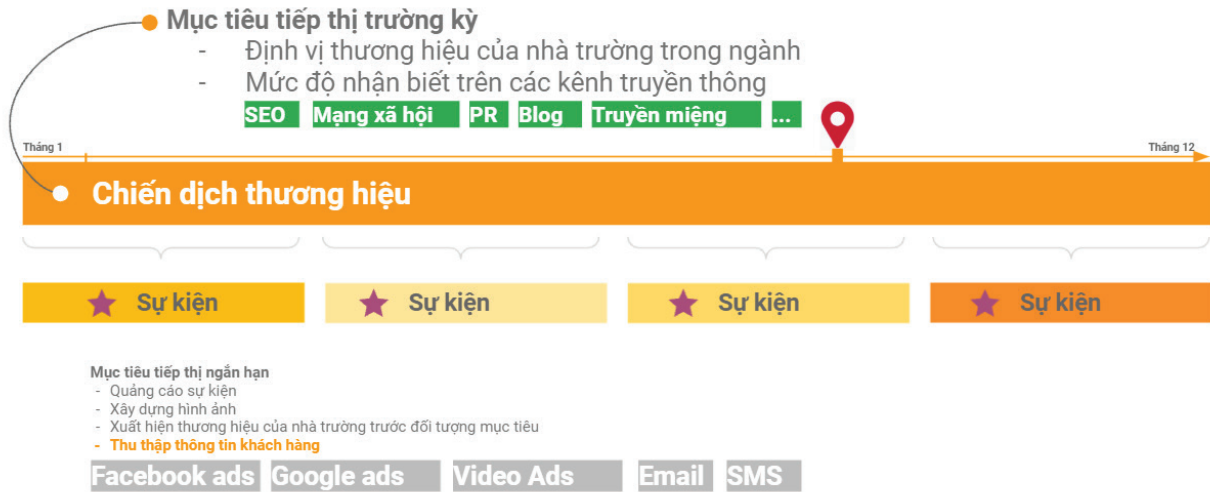 Mục tiêu tiếp thị trường kỳ
- Định vị thương hiệu của nhà trường trong ngành
- Mức độ nhận biết trên các kênh truyền thông
SEO Mạng xã hội PR Blog Truyền miệng ...
Tháng 1 Tháng 12
Chiến dịch thương hiệu
Sự kiện Sự kiện Sự kiện Sự kiện
Mục tiêu tiếp thị ngắn hạn
- Quảng cáo sự kiện
- Xây dựng hình ảnh
- Xuất hiện thương hiệu của nhà trường trước đối tượng mục tiêu
- Thu thập thông tin khách hàng
Facebook ads Google ads Video Ads Email SMS